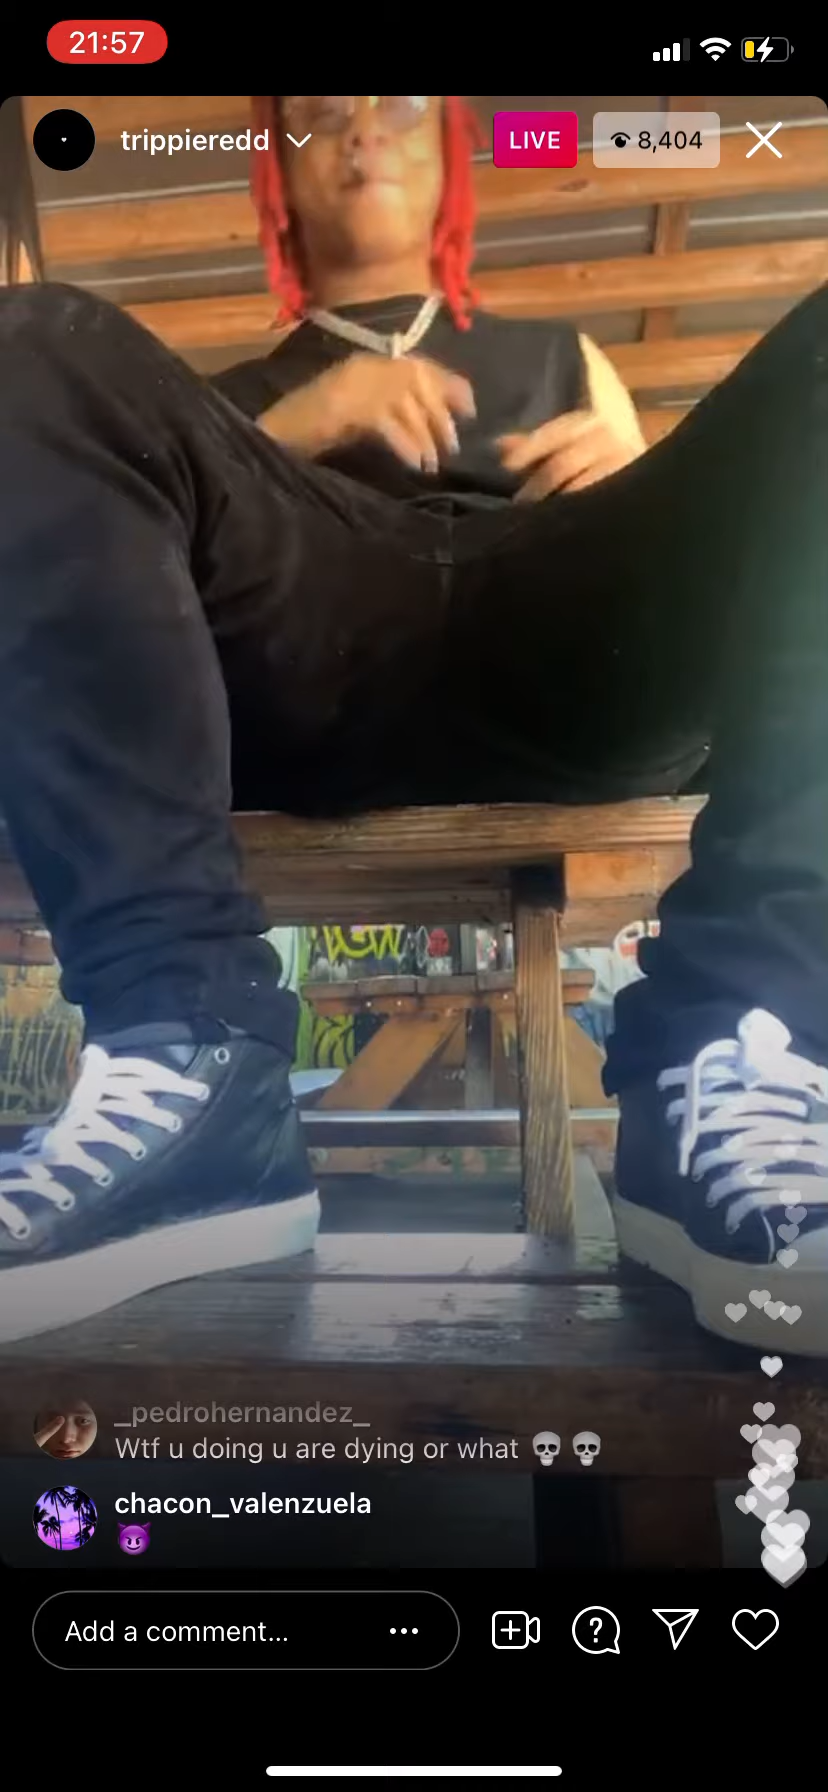 21:57
trippieredd
LIVE
8,404
_pedrohernandez_
Wtf u doing u are dying or what 💀💀
chacon_valenzuela
😈
Add a comment...